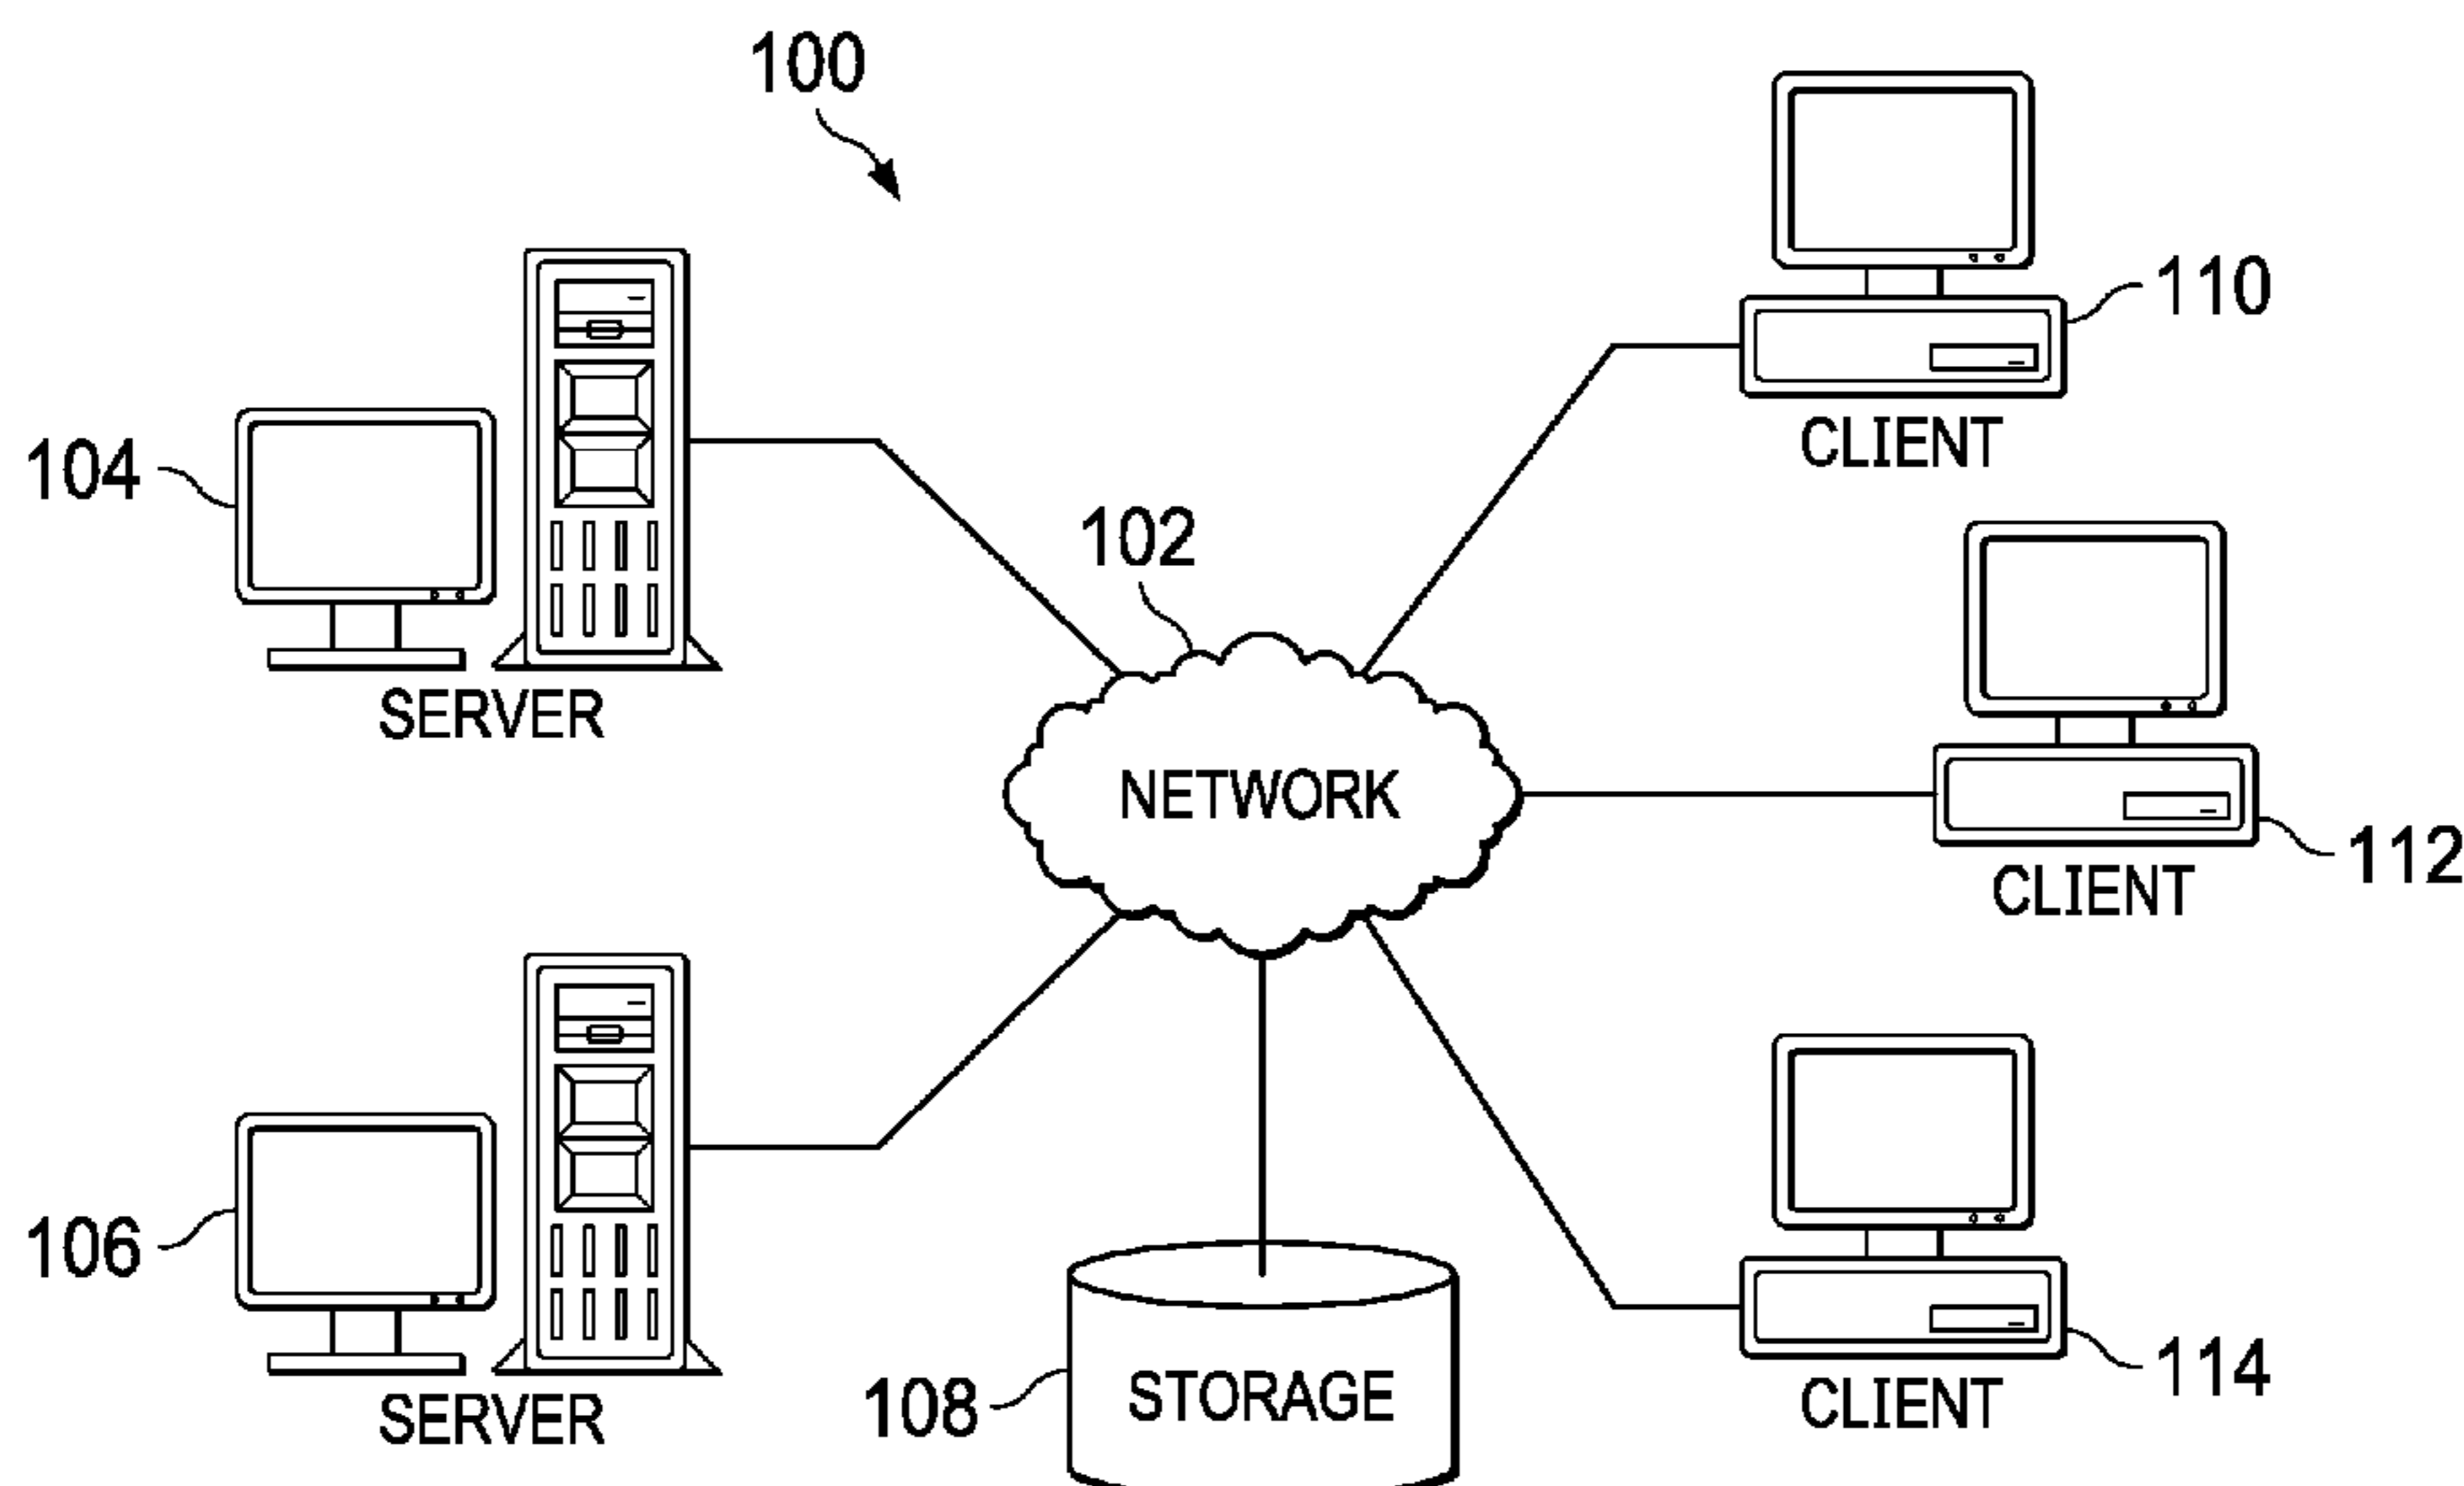 100
110
CLIENT
104
SERVER
102
NETWORK
112
CLIENT
106
SERVER
108
STORAGE
114
CLIENT